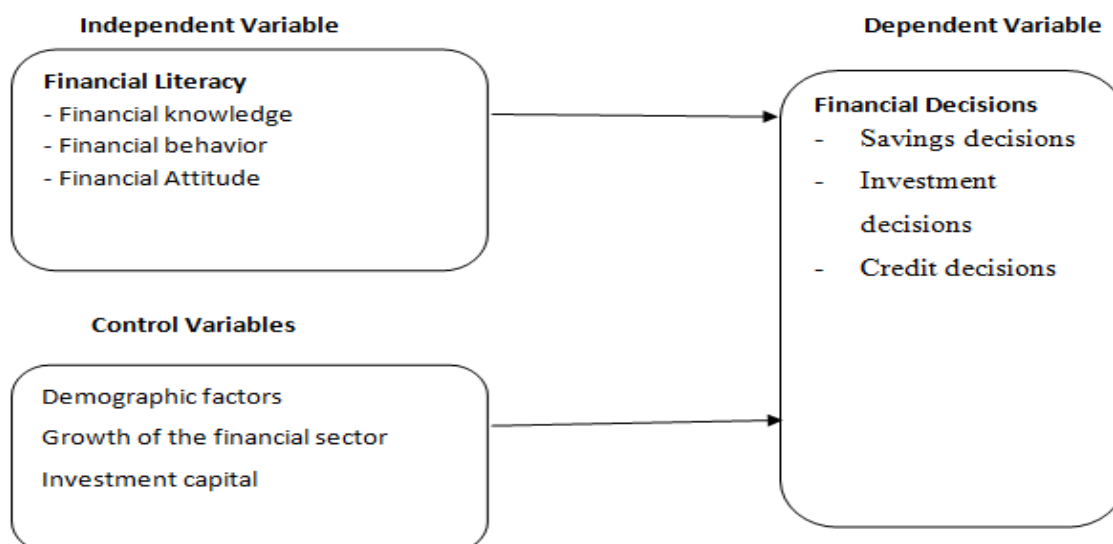 Independent Variable
Financial Literacy
- Financial knowledge
- Financial behavior
- Financial Attitude
Control Variables
Demographic factors
Growth of the financial sector
Investment capital
Dependent Variable
Financial Decisions
- Savings decisions
- Investment
decisions
- Credit decisions